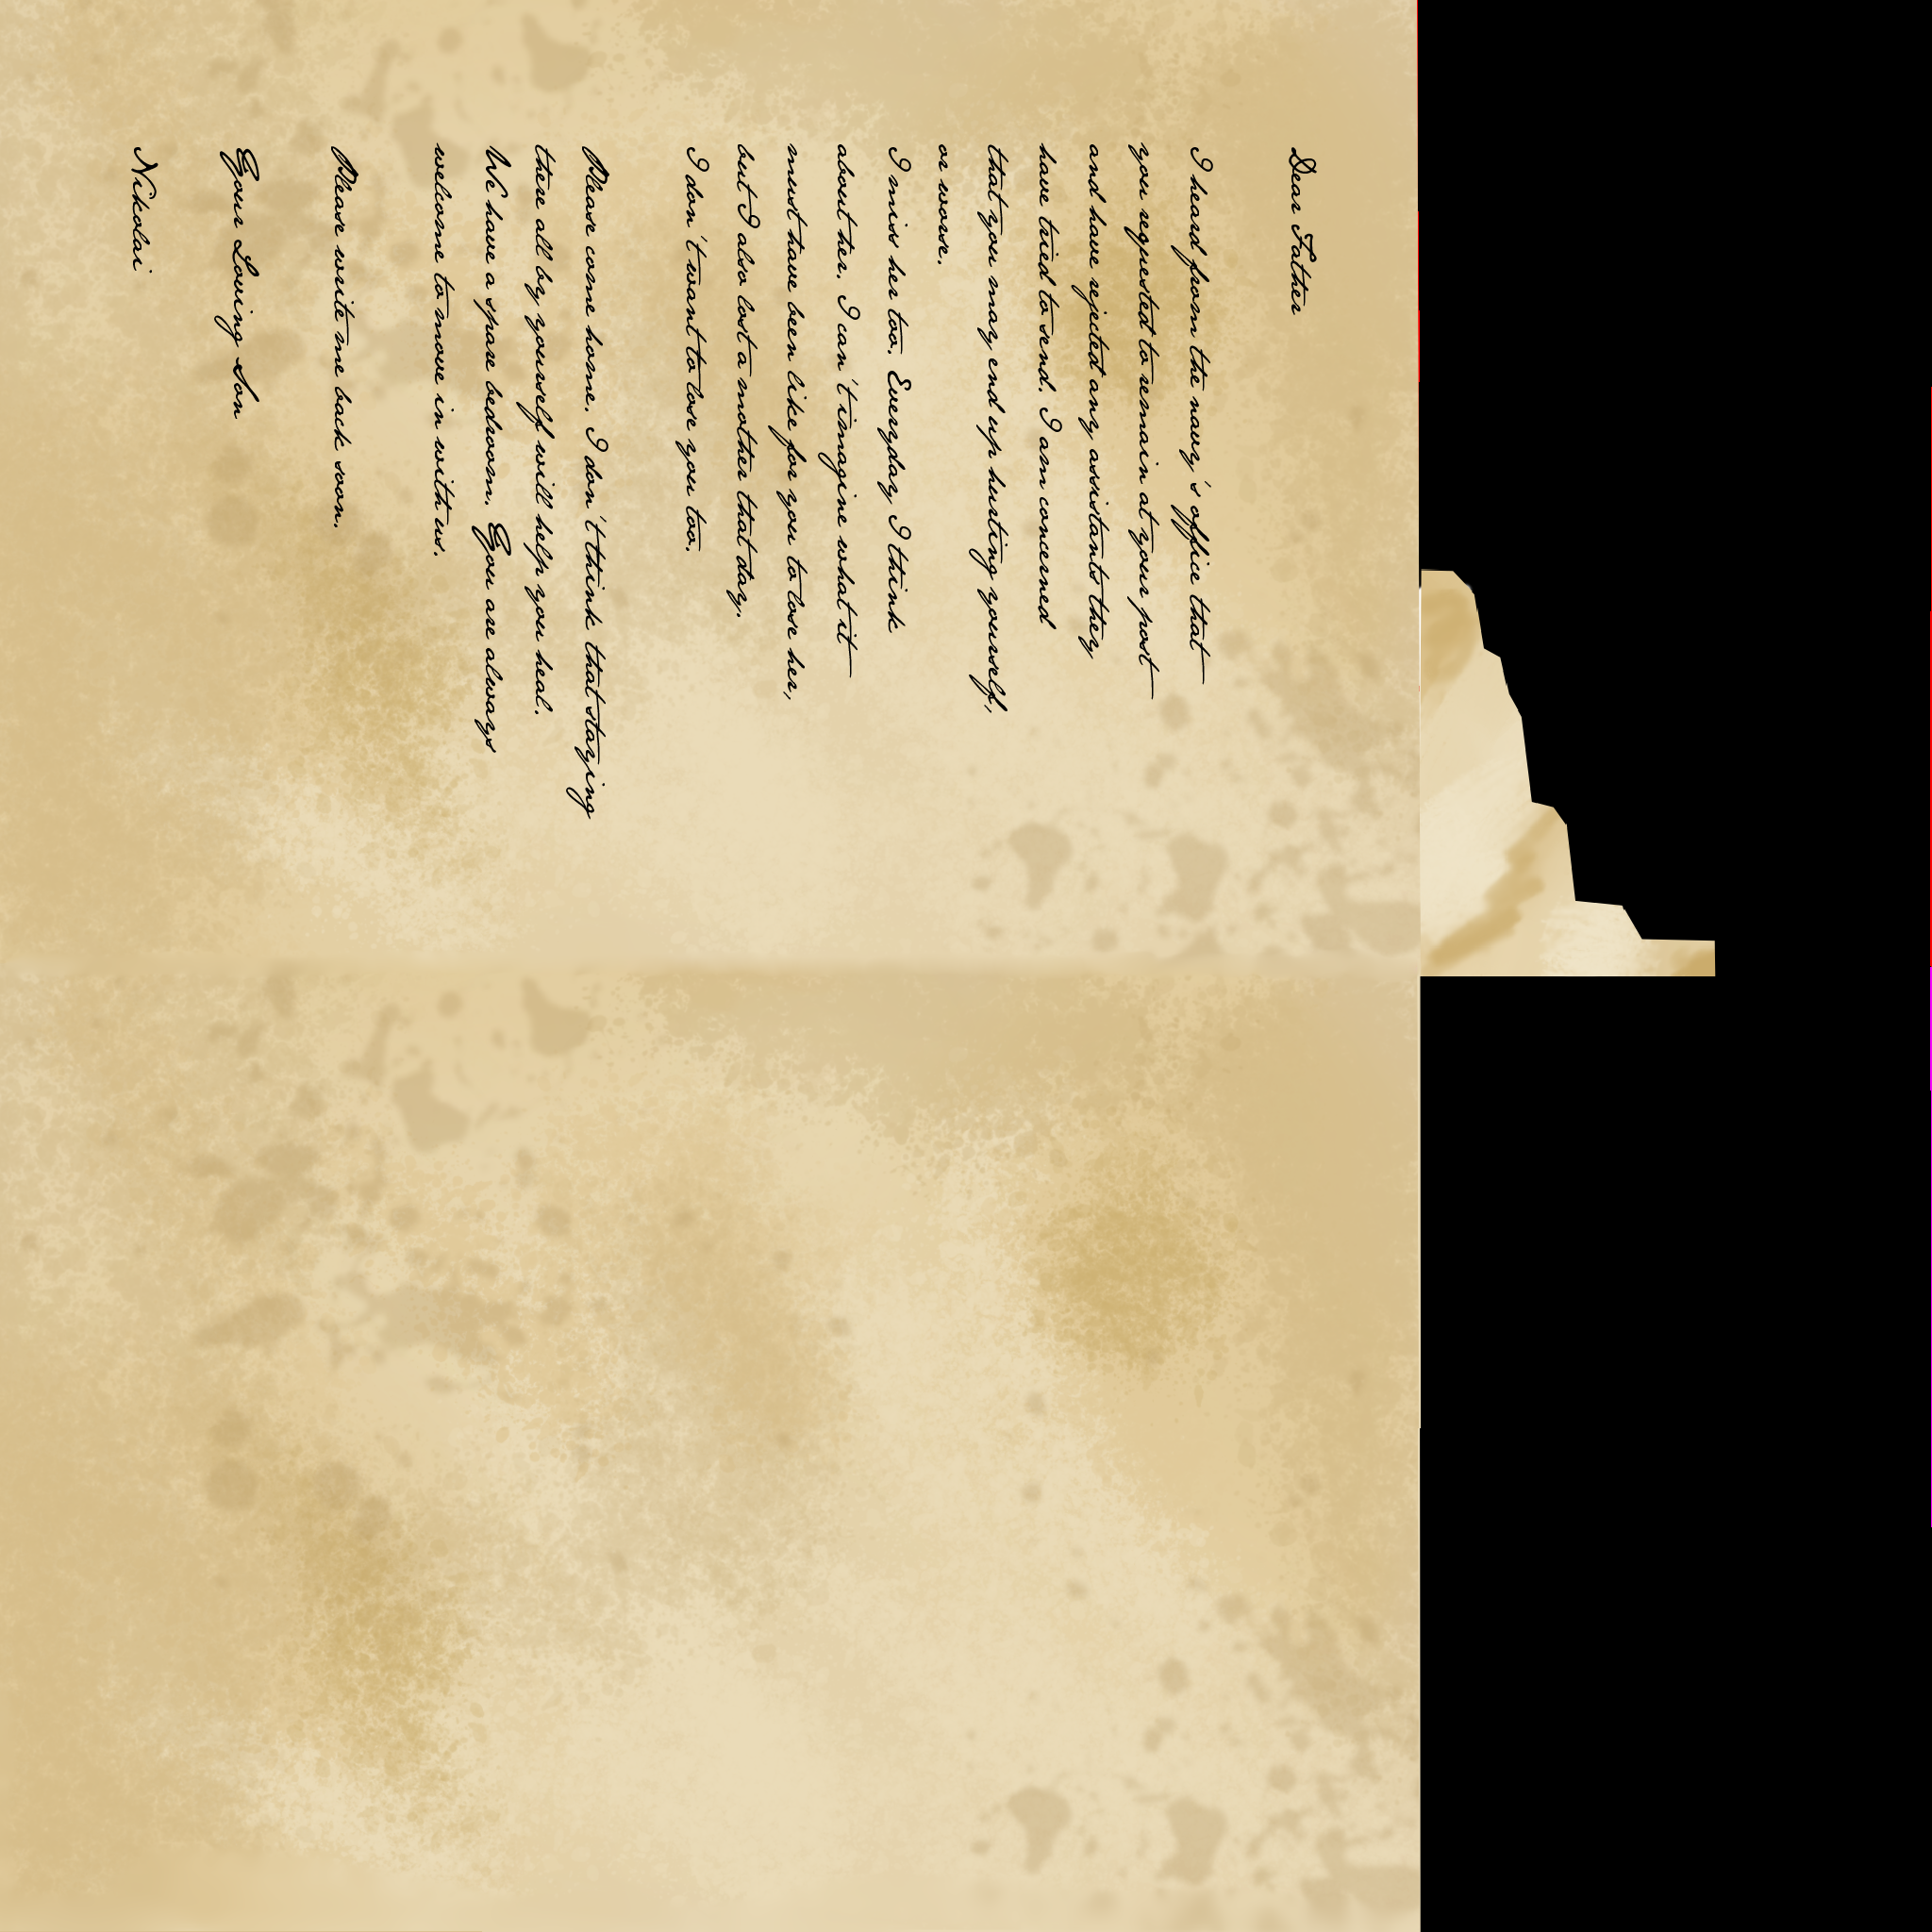 Dear Father
I heard from the navy's office that
you requested to remain at your post
and have rejected any assistants they
have tried to send. I am concerned
that you may end up hurting yourself,
or worse.
I miss her too. Everyday I think
about her. I can't imagine what it
must have been like for you to lose her,
but I also lost a mother that day.
I don't want to lose you too.
Please come home. I don't think that staying
there all by yourself will help you heal.
We have a spare bedroom. You are always
welcome to move in with us.
Please write me back soon.
Your Loving Son
Nikolai